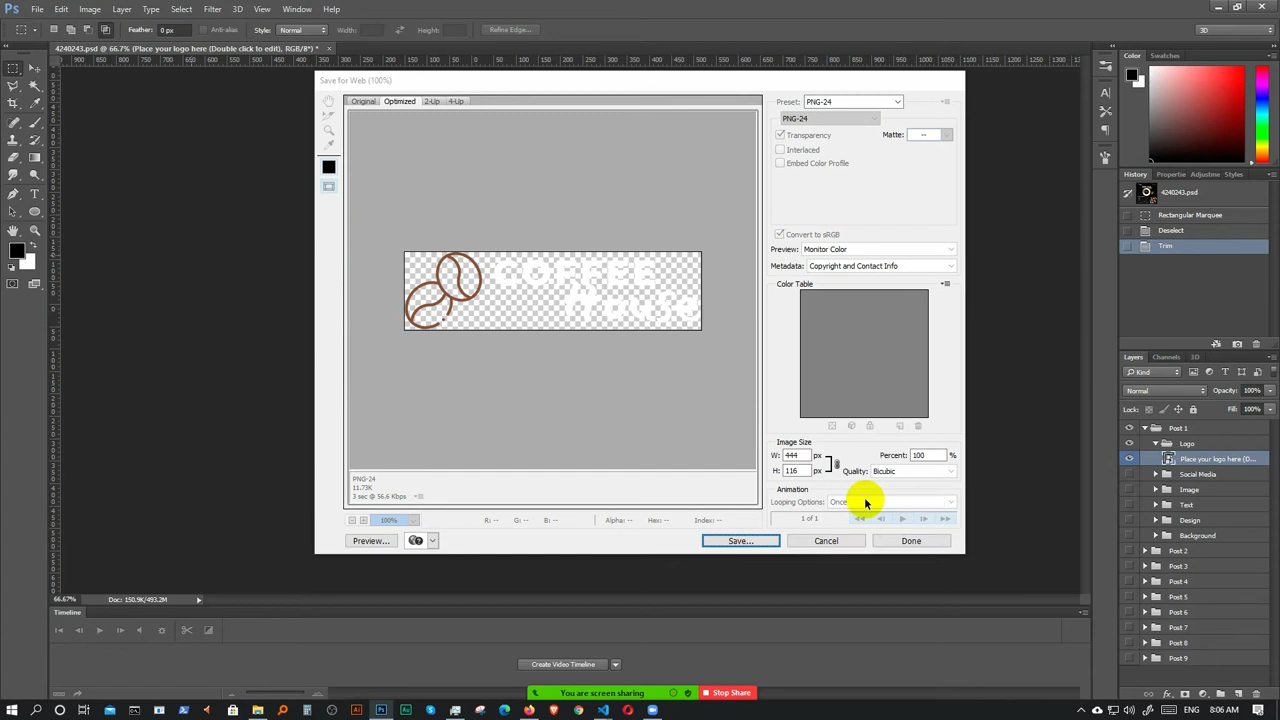 Ps File Edit Image Layer Type Select Filter 3D View Window Help
Feather: 0 px Anti-alias Style: Normal Width: Height: Refine Edge... 3D
4240243.psd @ 66.7% (Place your logo here (Double click to edit), RGB/8*) * ×
Save for Web (100%)
Original Optimized 2-Up 4-Up
Preset: PNG-24
PNG-24
Transparency Matte: --
Interlaced
Embed Color Profile
Convert to sRGB
Preview: Monitor Color
Metadata: Copyright and Contact Info
Color Table
COFFEE
House
Image Size
W: 444 px Percent: 100 %
H: 116 px Quality: Bicubic
Animation
Looping Options: Once
1 of 1
PNG-24
11.73K
3 sec @ 56.6 Kbps
100% R: -- G: -- B: -- Alpha: -- Hex: -- Index: --
Preview... Save... Cancel Done
Color Swatches
History Propertie Adjustme Styles
4240243.psd
Rectangular Marquee
Deselect
Trim
Layers Channels 3D
Kind
Normal Opacity: 100%
Lock: Fill: 100%
Post 1
Logo
Place your logo here (D...
Social Media
Image
Text
Design
Background
Post 2
Post 3
Post 4
Post 5
Post 6
Post 7
Post 8
Post 9
66.67% Doc: 150.9K/493.2M
Timeline
Create Video Timeline
You are screen sharing Stop Share
ENG 8:06 AM